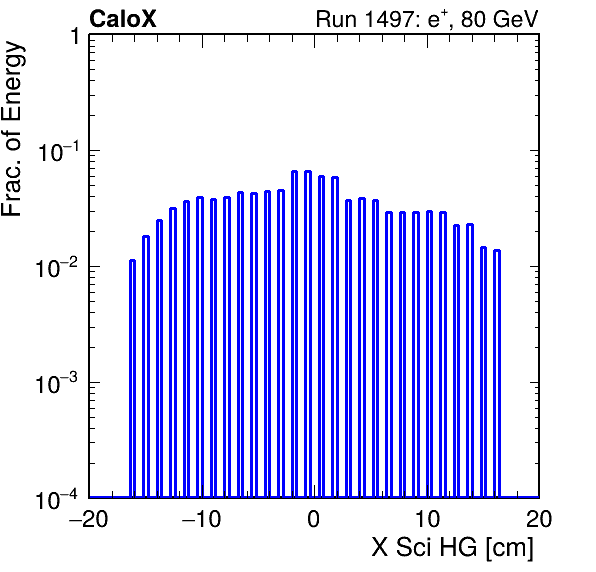 CaloX
Run 1497: e⁺, 80 GeV
Frac. of Energy
1
10⁻¹
10⁻²
10⁻³
10⁻⁴
−20
−10
0
10
20
X Sci HG [cm]